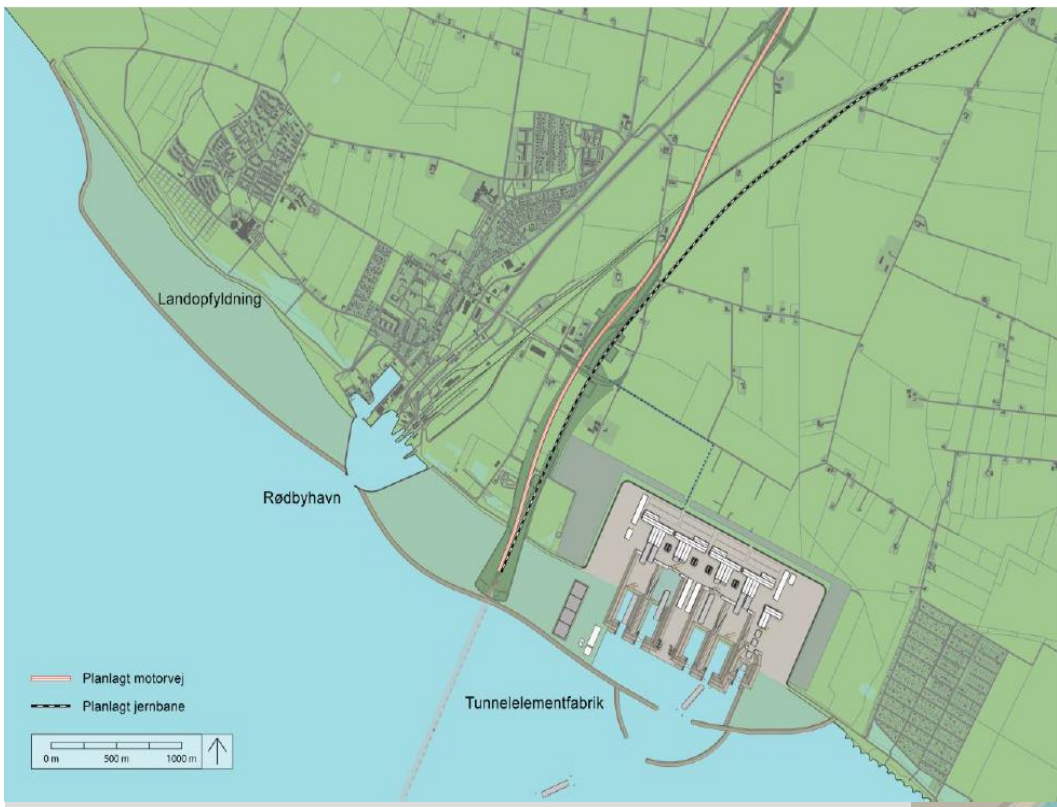 Landopfyldning
Rødbyhavn
Tunnelelementfabrik
Planlagt motorvej
Planlagt jernbane
0 m 500 m 1000 m